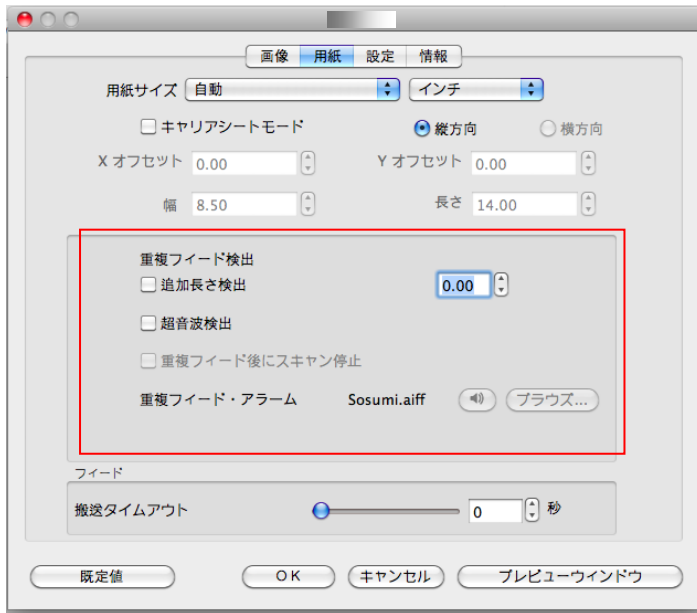 画像 用紙 設定 情報
用紙サイズ 自動 インチ
キャリアシートモード 縦方向 横方向
X オフセット 0.00 Y オフセット 0.00
幅 8.50 長さ 14.00
重複フィード検出
追加長さ検出 0.00
超音波検出
重複フィード後にスキャン停止
重複フィード・アラーム Sosumi.aiff ブラウズ...
フィード
搬送タイムアウト 0 秒
既定値 OK キャンセル プレビューウインドウ